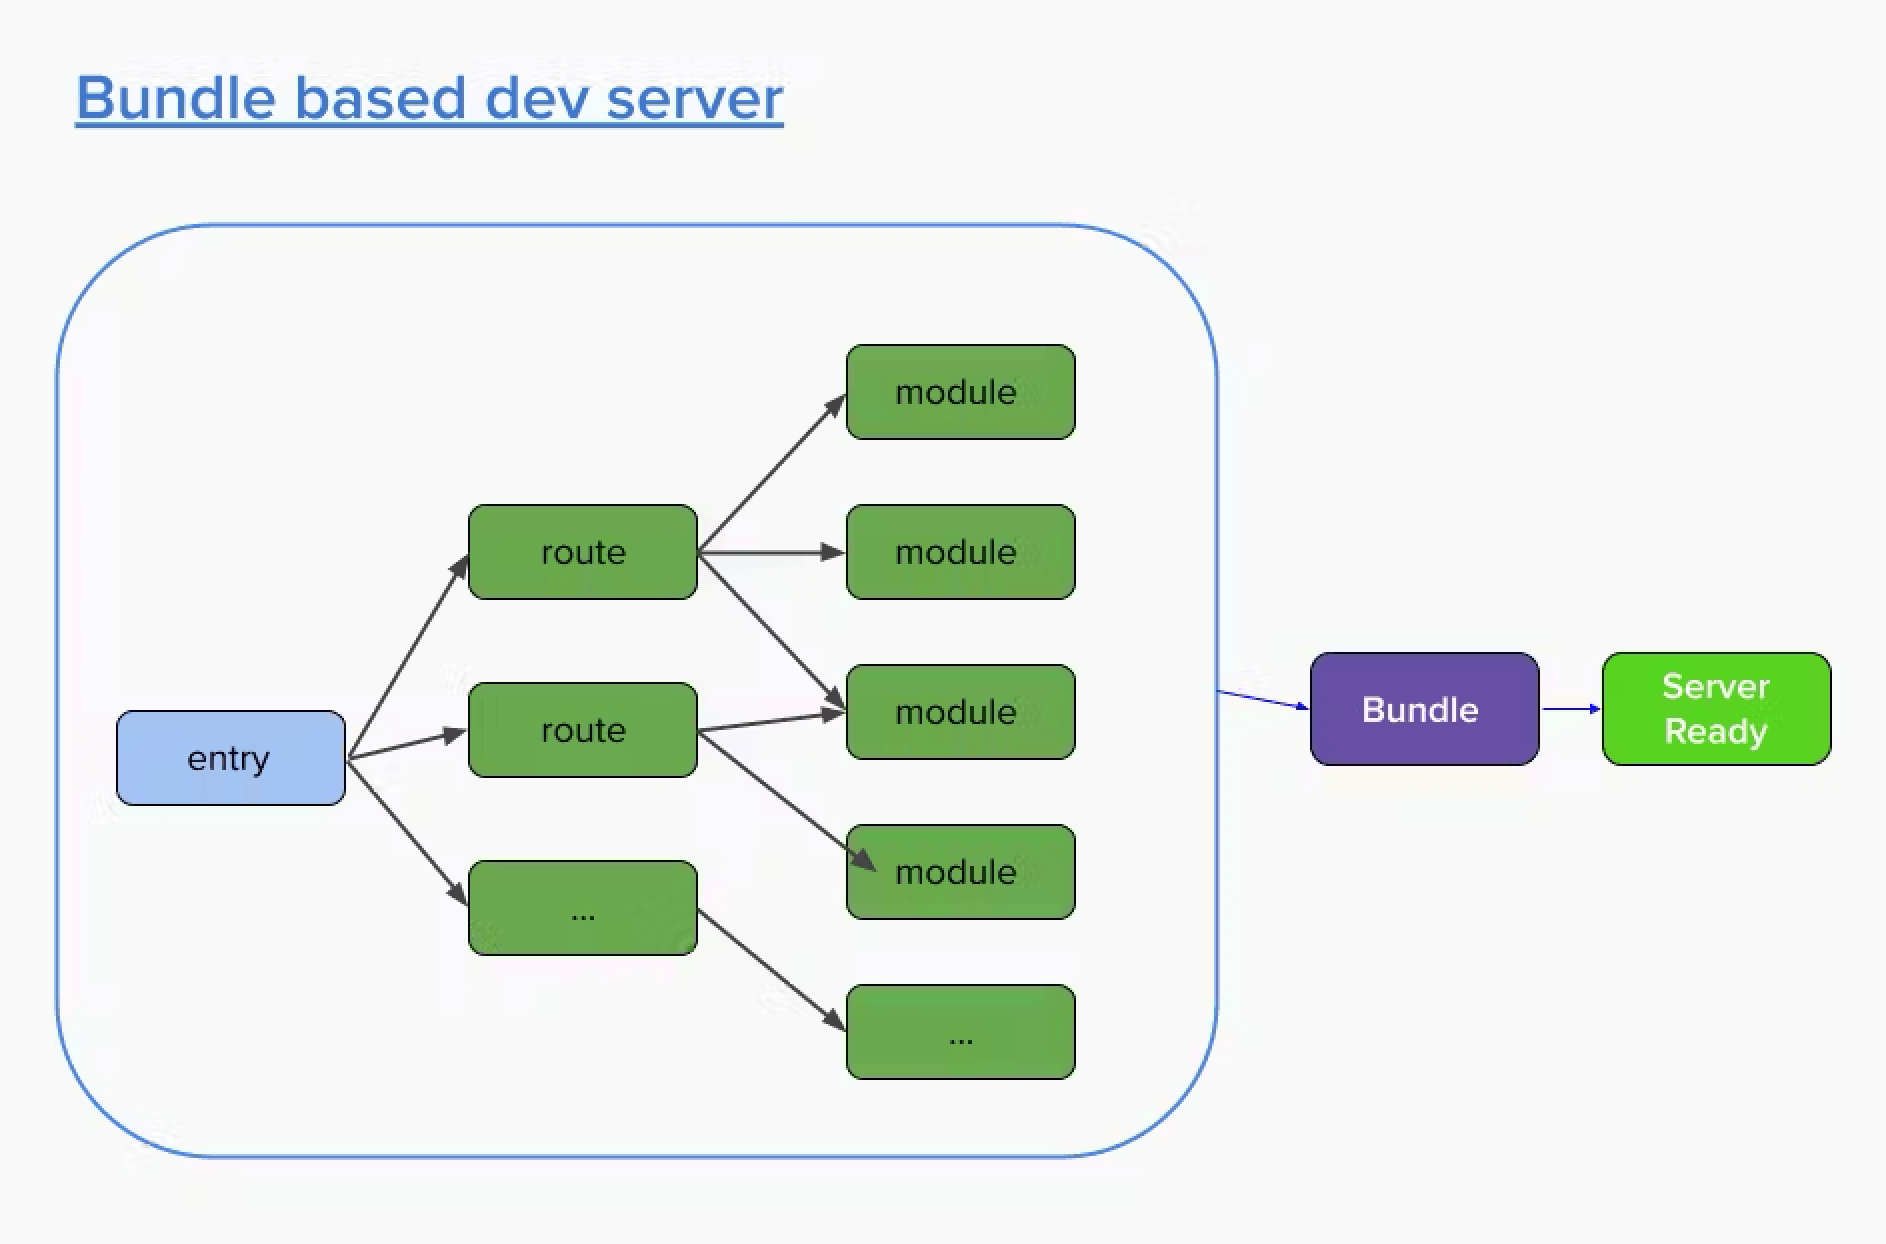 Bundle based dev server
module
route
module
route
module
entry
module
...
...
Bundle
Server
Ready